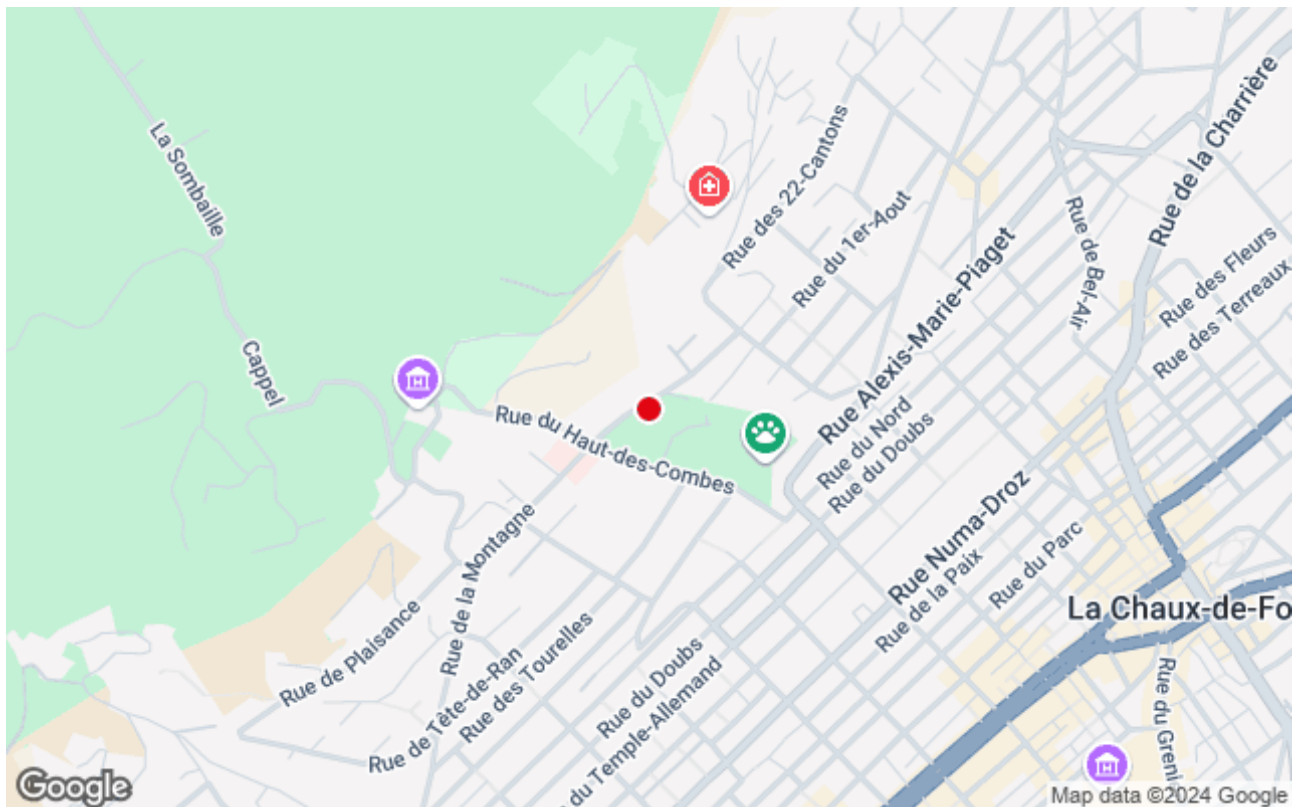 La Sombaille
Cappel
Rue des 22-Cantons
Rue du 1er-Aout
Rue de la Charrière
Rue de Bel-Air
Rue des Fleurs
Rue des Terreaux
Rue Alexis-Marie-Piaget
Rue du Nord
Rue du Doubs
Rue du Haut-des-Combes
Rue Numa-Droz
Rue de la Paix
Rue du Parc
La Chaux-de-Fo
Rue de la Montagne
Rue de Plaisance
Rue de Tête-de-Ran
Rue des Tourelles
Rue du Doubs
e du Temple-Allemand
Rue du Greni
H
H
Google
Map data ©2024 Google